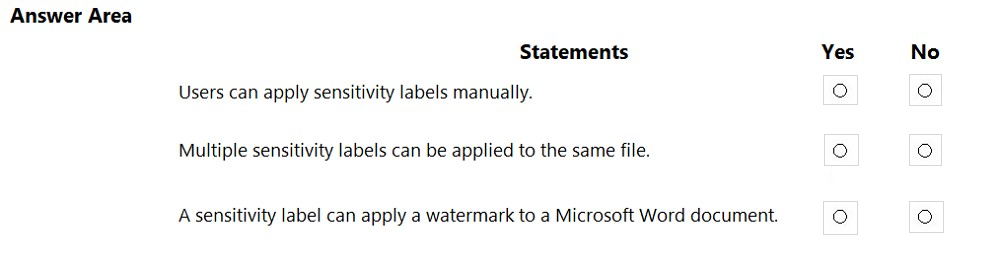 Answer Area
Statements Yes No
Users can apply sensitivity labels manually.
Multiple sensitivity labels can be applied to the same file.
A sensitivity label can apply a watermark to a Microsoft Word document.